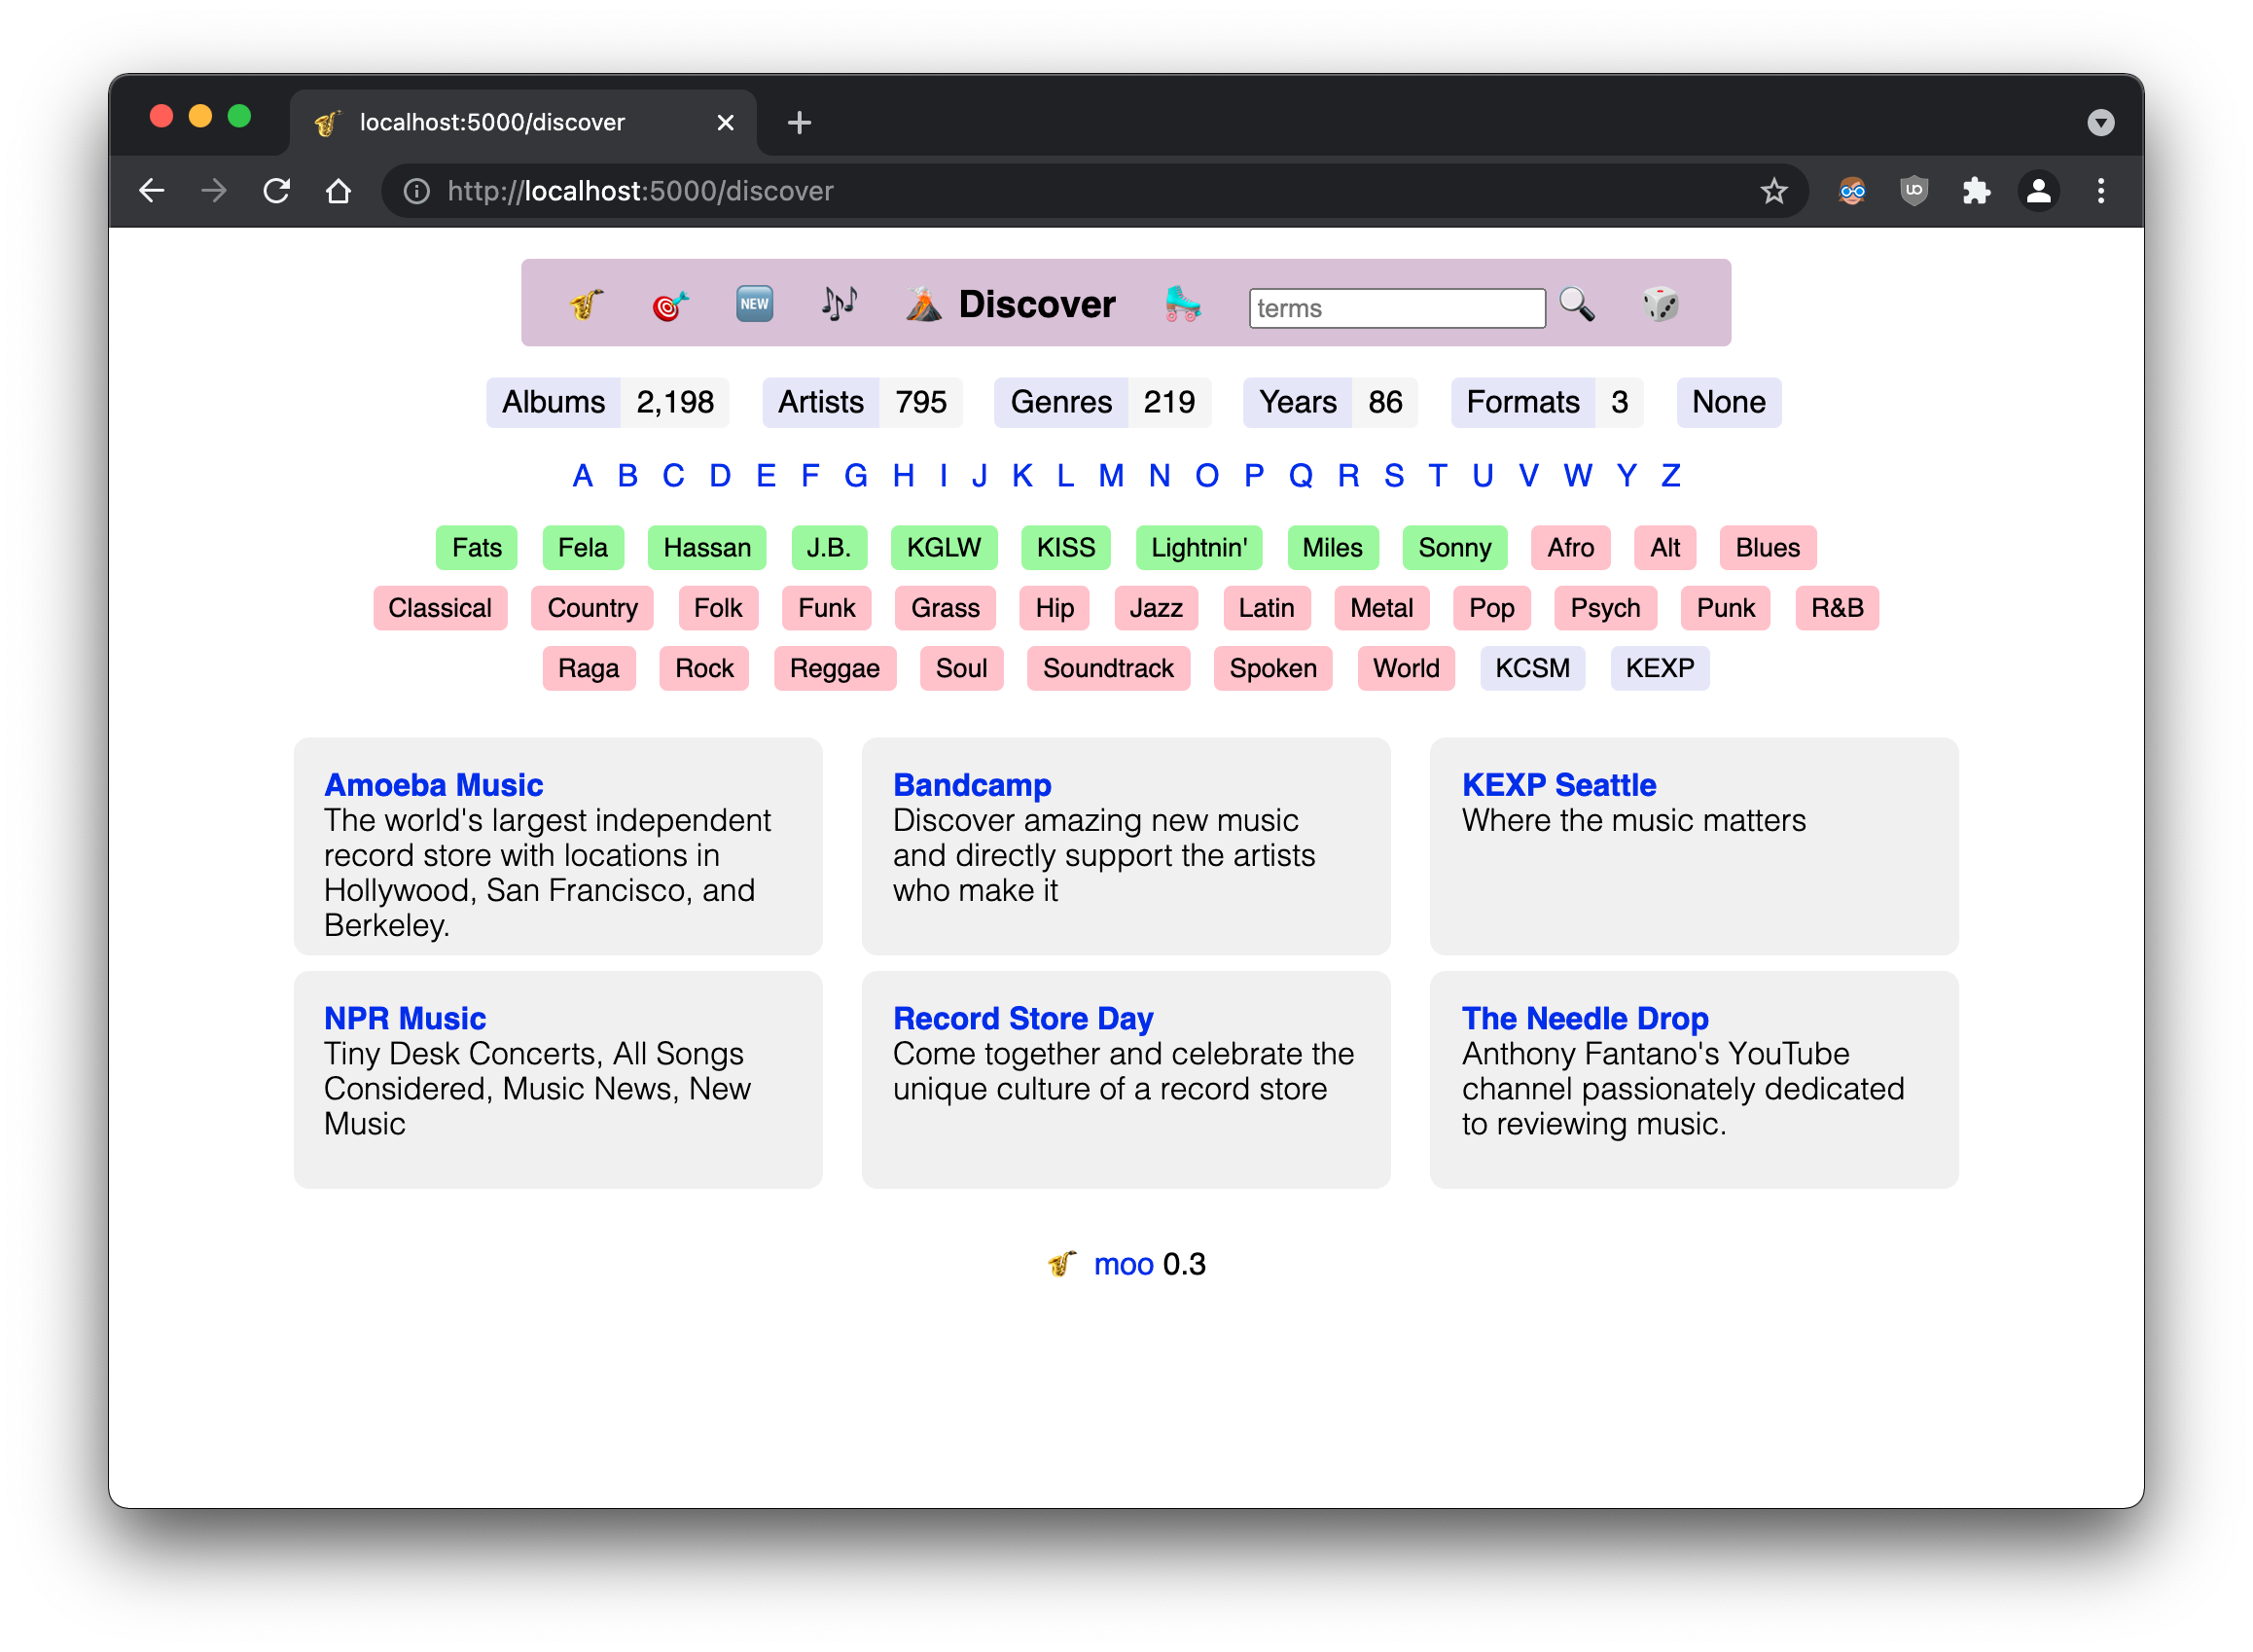 localhost:5000/discover
http://localhost:5000/discover
NEW Discover terms
Albums 2,198 Artists 795 Genres 219 Years 86 Formats 3 None
A B C D E F G H I J K L M N O P Q R S T U V W Y Z
Fats Fela Hassan J.B. KGLW KISS Lightnin' Miles Sonny Afro Alt Blues
Classical Country Folk Funk Grass Hip Jazz Latin Metal Pop Psych Punk R&B
Raga Rock Reggae Soul Soundtrack Spoken World KCSM KEXP
Amoeba Music
The world's largest independent
record store with locations in
Hollywood, San Francisco, and
Berkeley.
Bandcamp
Discover amazing new music
and directly support the artists
who make it
KEXP Seattle
Where the music matters
NPR Music
Tiny Desk Concerts, All Songs
Considered, Music News, New
Music
Record Store Day
Come together and celebrate the
unique culture of a record store
The Needle Drop
Anthony Fantano's YouTube
channel passionately dedicated
to reviewing music.
moo 0.3